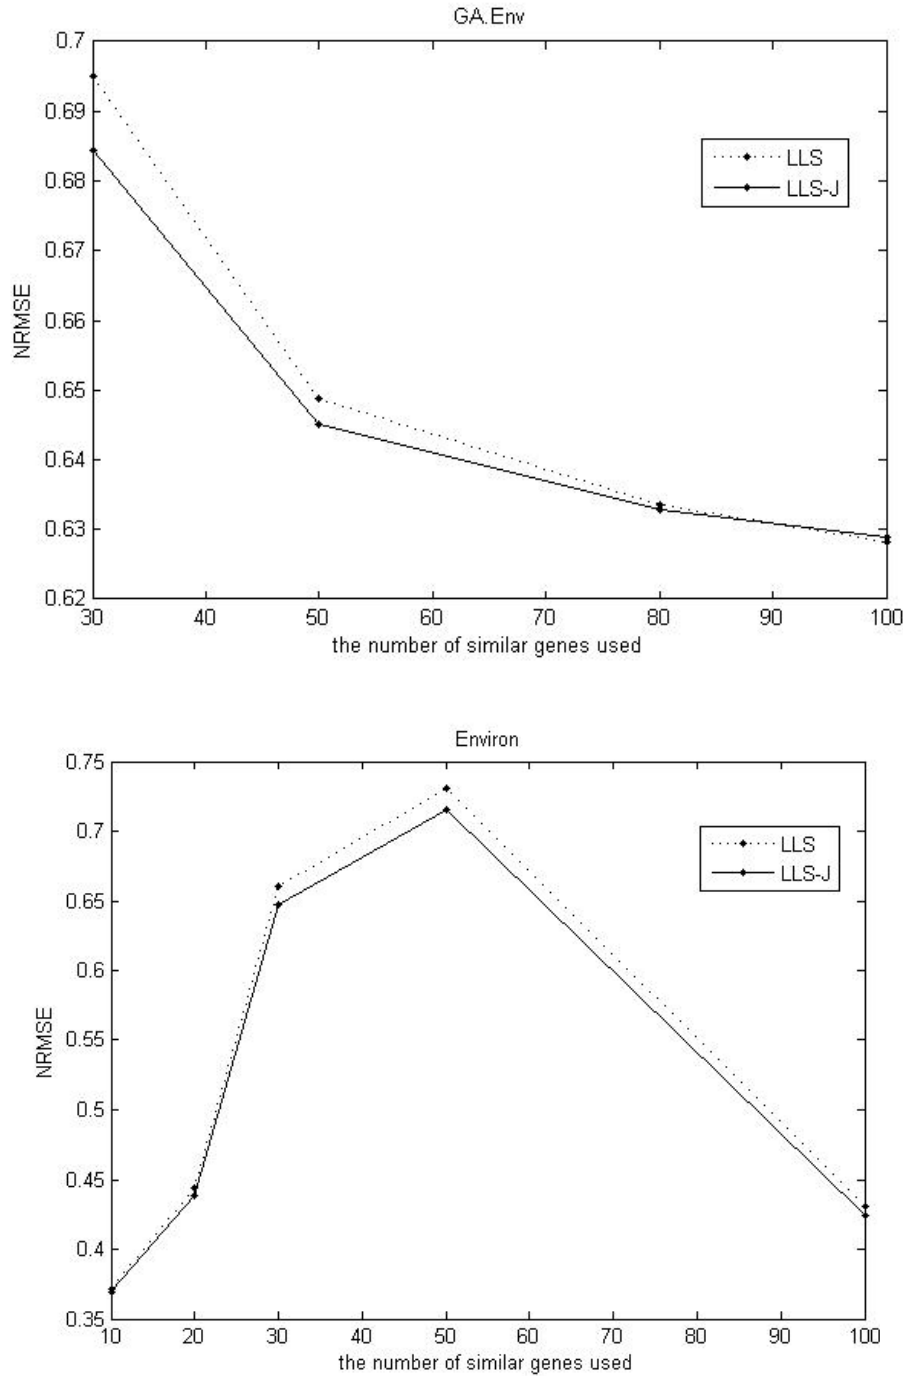 GA.Env
0.7
0.69
0.68
0.67
0.66
0.65
0.64
0.63
0.62
NRMSE
LLS
LLS-J
30 40 50 60 70 80 90 100
the number of similar genes used
Environ
0.75
0.7
0.65
0.6
0.55
0.5
0.45
0.4
0.35
NRMSE
LLS
LLS-J
10 20 30 40 50 60 70 80 90 100
the number of similar genes used